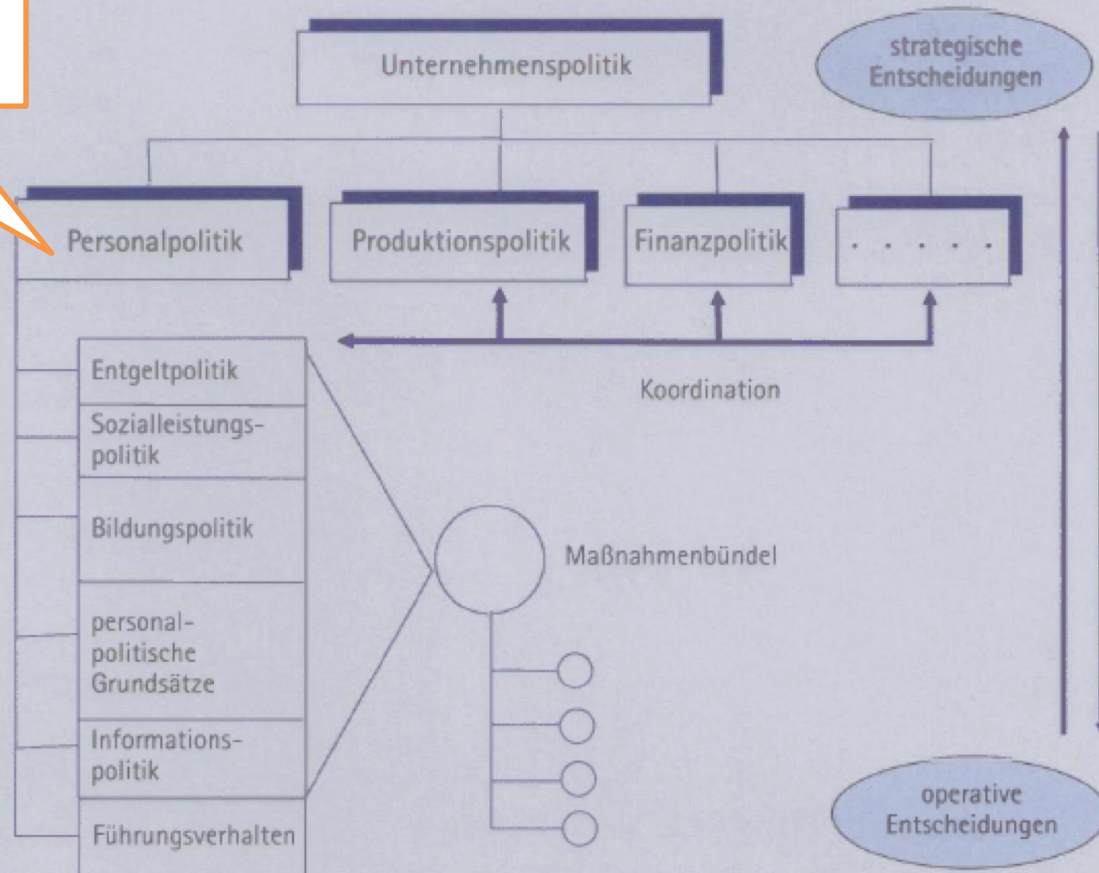 Unternehmenspolitik
strategische
Entscheidungen
Personalpolitik
Produktionspolitik
Finanzpolitik
. . . . .
Koordination
Entgeltpolitik
Sozialleistungs-
politik
Bildungspolitik
personal-
politische
Grundsätze
Informations-
politik
Führungsverhalten
Maßnahmenbündel
operative
Entscheidungen